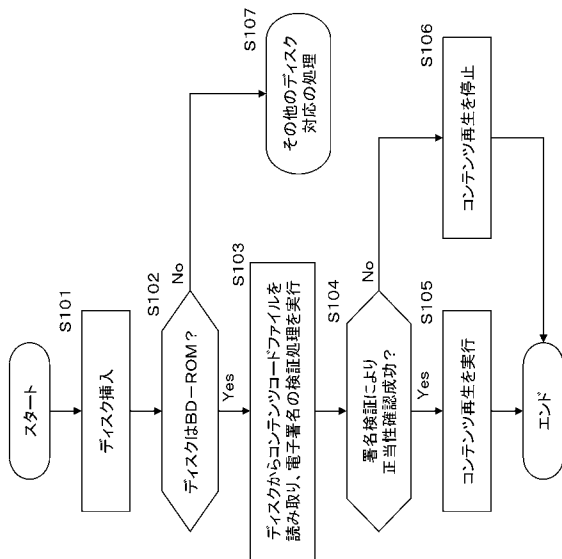 スタート
S101
ディスク挿入
S102
ディスクはBD-ROM?
No
Yes
S107
その他のディスク
対応の処理
S103
ディスクからコンテンツコードファイルを
読み取り、電子署名の検証処理を実行
S104
署名検証により
正当性確認成功?
No
Yes
S105
コンテンツ再生を実行
S106
コンテンツ再生を停止
エンド